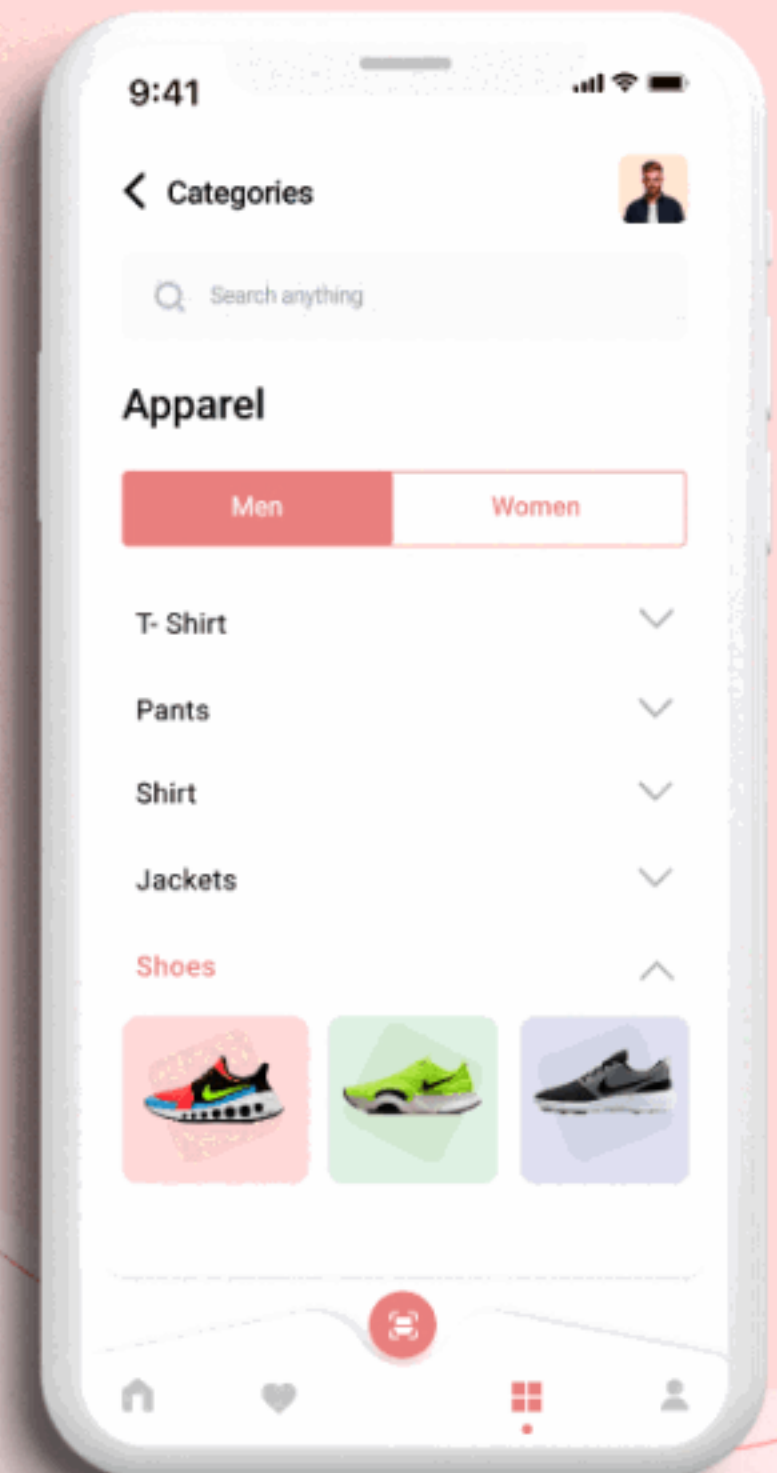 9:41
Categories
Search anything
Apparel
Men
Women
T- Shirt
Pants
Shirt
Jackets
Shoes